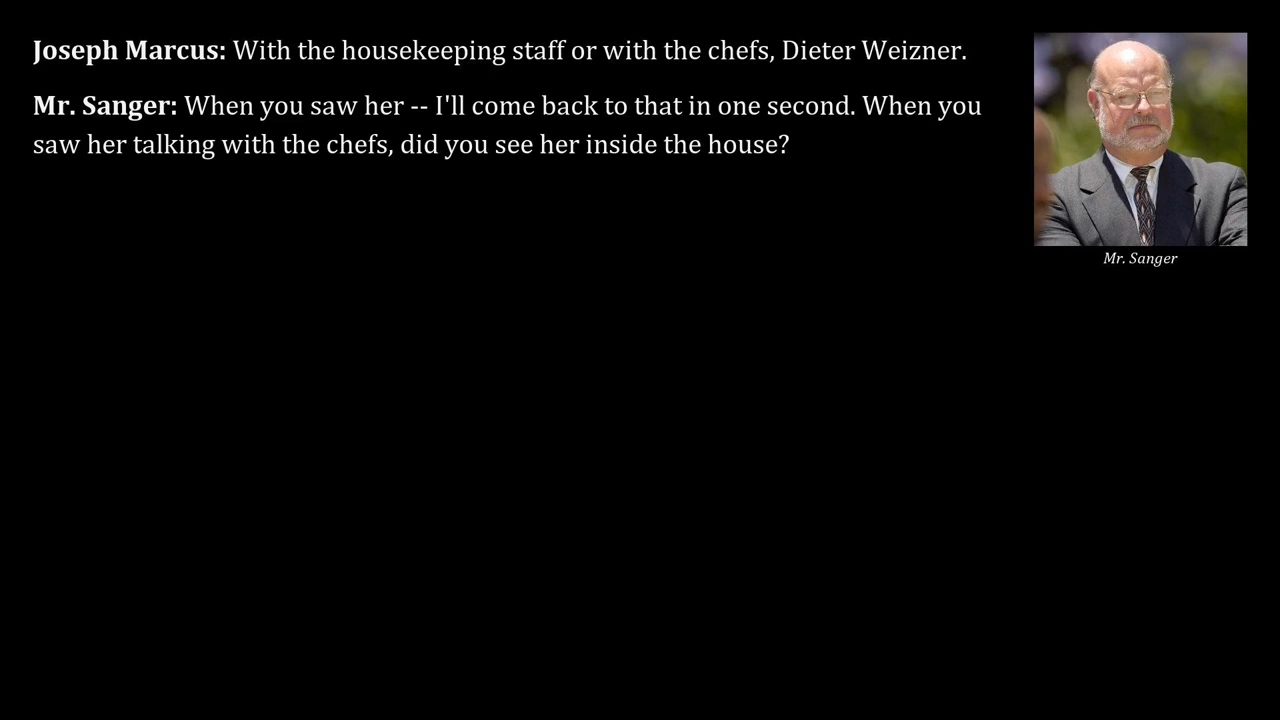 Joseph Marcus: With the housekeeping staff or with the chefs, Dieter Weizner.
Mr. Sanger: When you saw her -- I'll come back to that in one second. When you
saw her talking with the chefs, did you see her inside the house?
Mr. Sanger